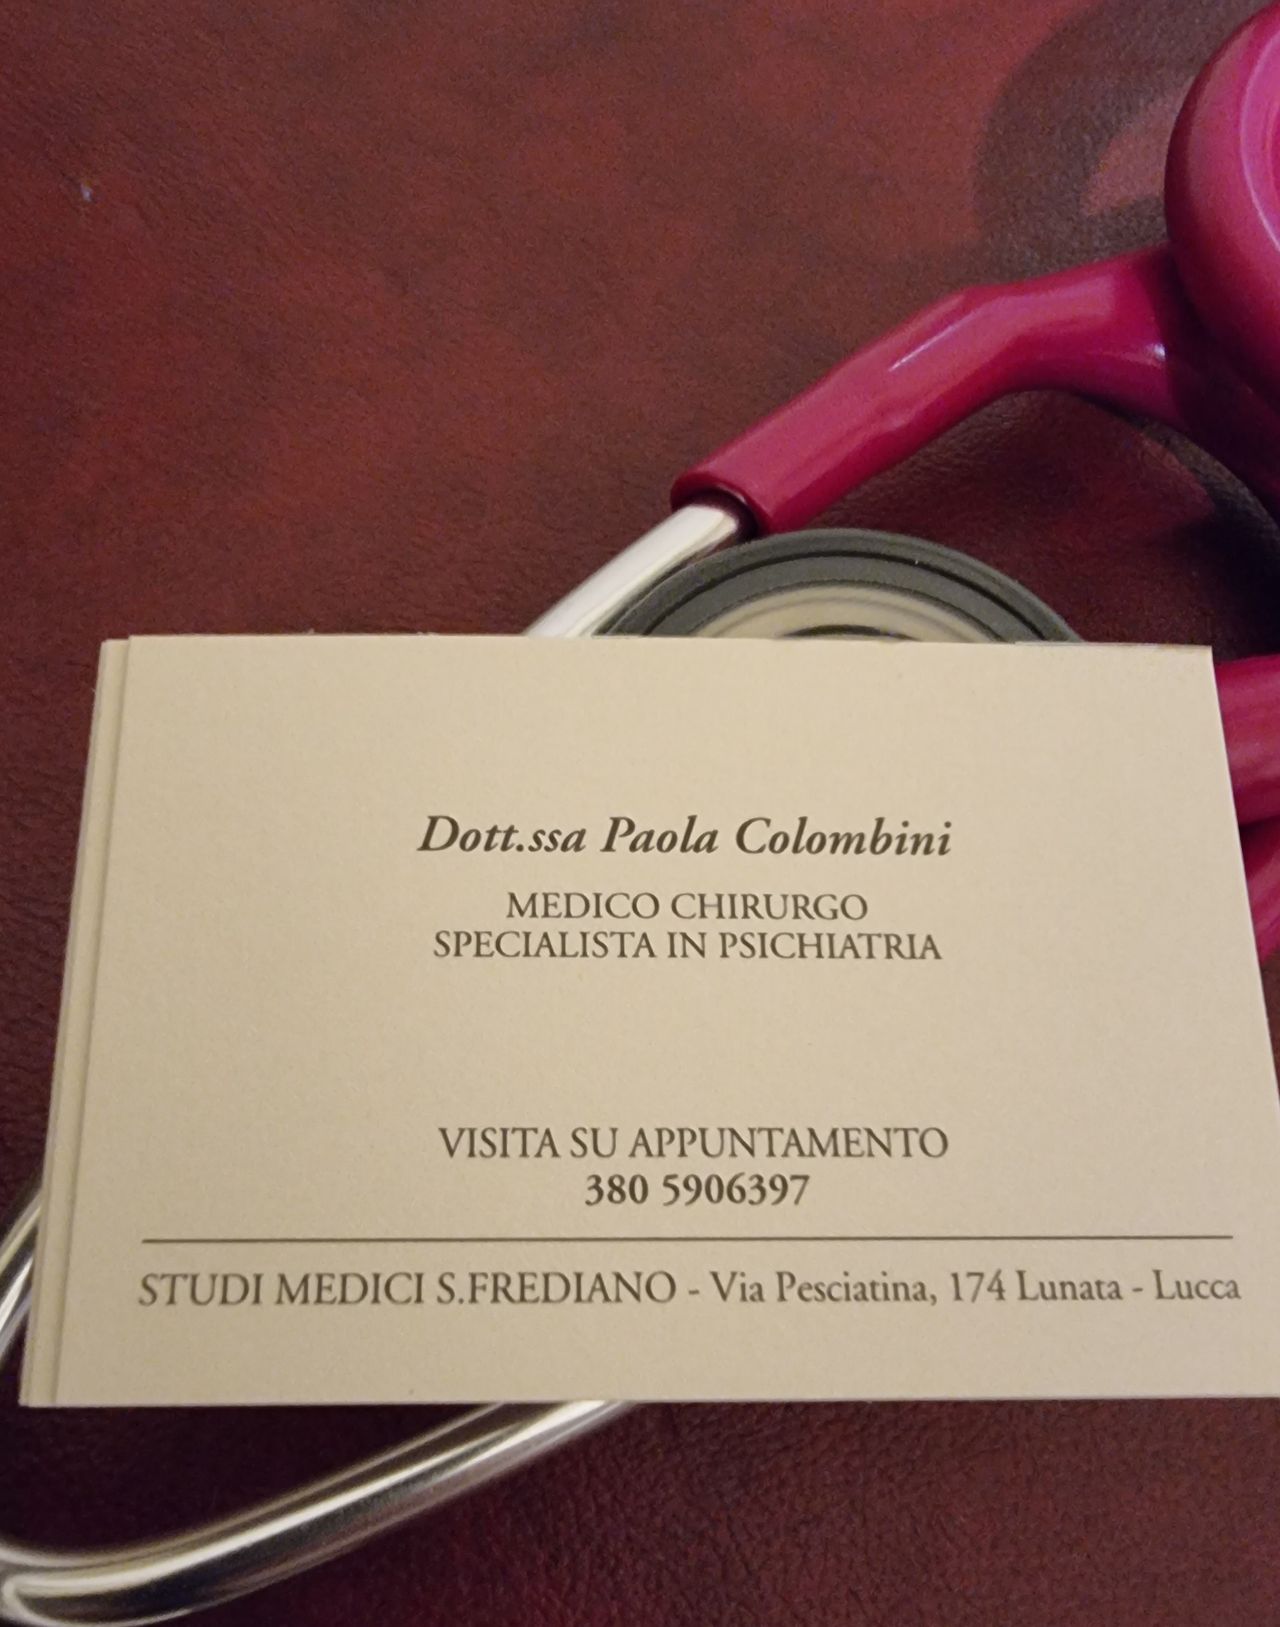 Dott.ssa Paola Colombini
MEDICO CHIRURGO
SPECIALISTA IN PSICHIATRIA
VISITA SU APPUNTAMENTO
380 5906397
STUDI MEDICI S.FREDIANO - Via Pesciatina, 174 Lunata - Lucca